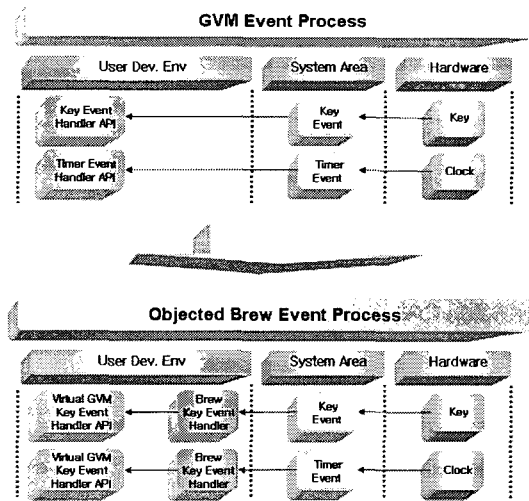 GVM Event Process
User Dev. Env
System Area
Hardware
Key Event
Handler API
Key
Event
Key
Timer Event
Handler API
Timer
Event
Clock
Objected Brew Event Process
User Dev. Env
System Area
Hardware
Virtual GVM
Key Event
Handler API
Brew
Key Event
Handler
Key
Event
Key
Virtual GVM
Key Event
Handler API
Brew
Key Event
Handler
Timer
Event
Clock